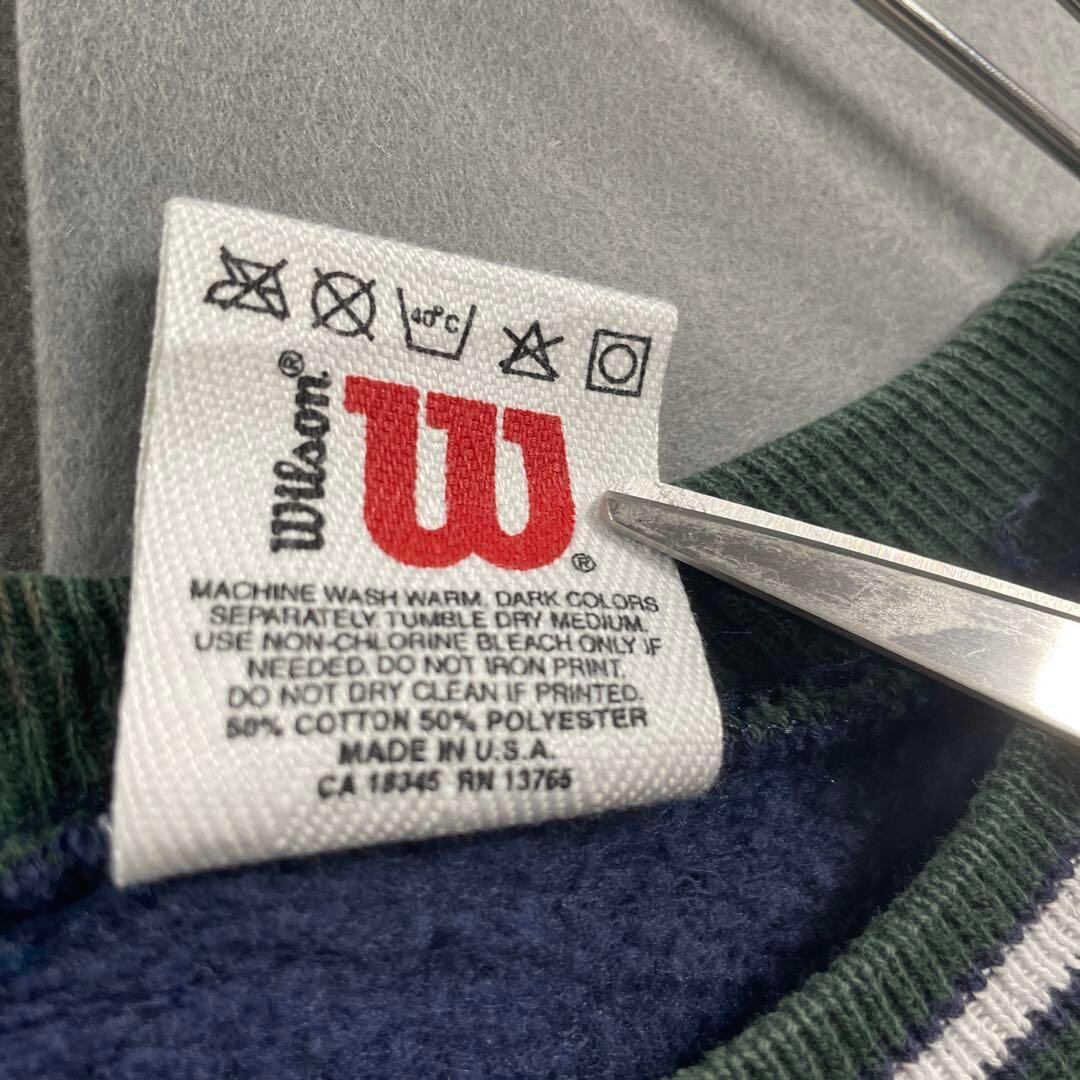 40°C
Wilson®
W®
MACHINE WASH WARM, DARK COLORS
SEPARATELY TUMBLE DRY MEDIUM.
USE NON-CHLORINE BLEACH ONLY IF
NEEDED. DO NOT IRON PRINT.
DO NOT DRY CLEAN IF PRINTED.
50% COTTON 50% POLYESTER
MADE IN U.S.A.
CA 18345 RN 13765